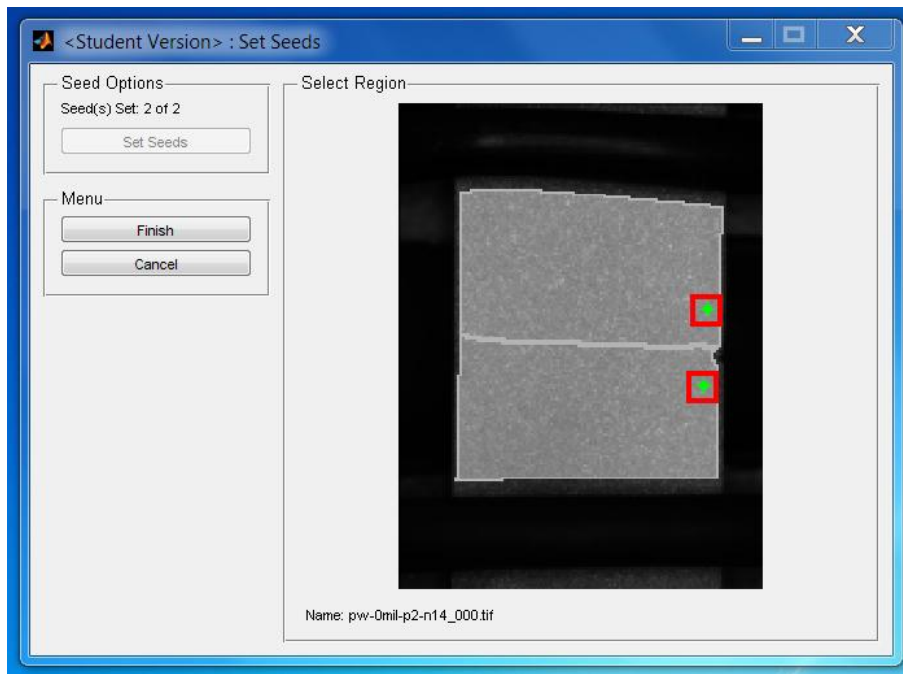 <Student Version> : Set Seeds
Seed Options
Seed(s) Set: 2 of 2
Set Seeds
Menu
Finish
Cancel
Select Region
Name: pw-0mil-p2-n14_000.tif